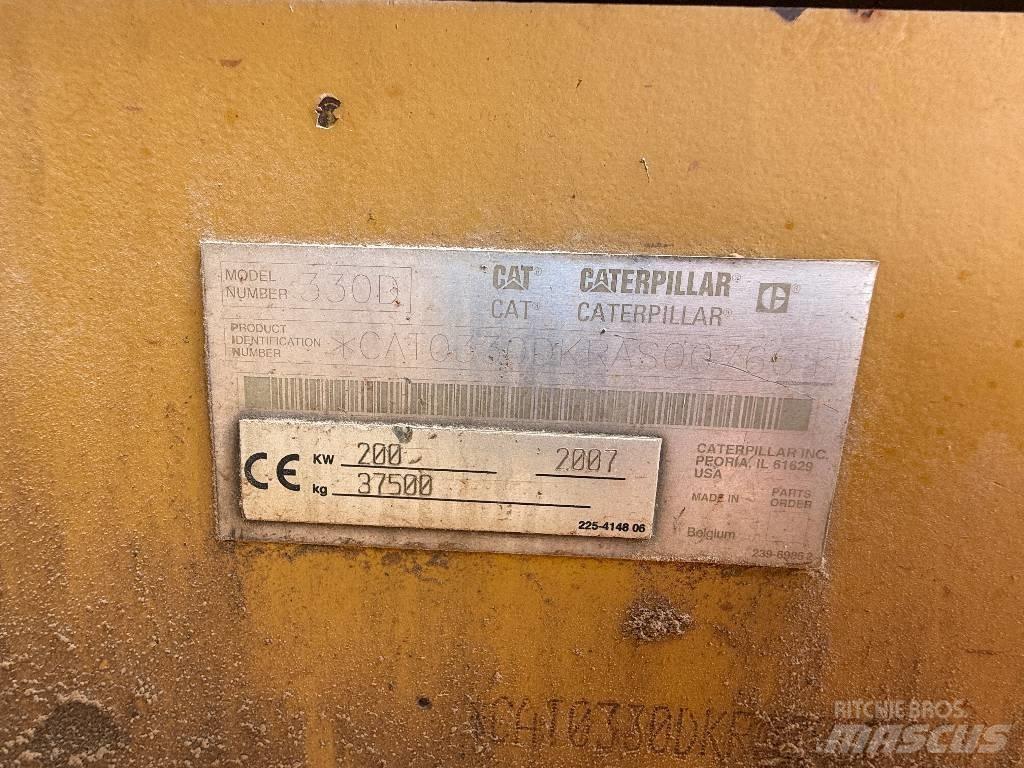 MODEL NUMBER 330D
CAT® CATERPILLAR®
CAT® CATERPILLAR®
PRODUCT IDENTIFICATION NUMBER
CE
KW 200 2007
kg 37500
225-4148 06
CATERPILLAR INC.
PEORIA, IL 61629
USA
MADE IN PARTS ORDER
Belgium
CAT0330DKR
RITCHIE BROS.
MASCUS